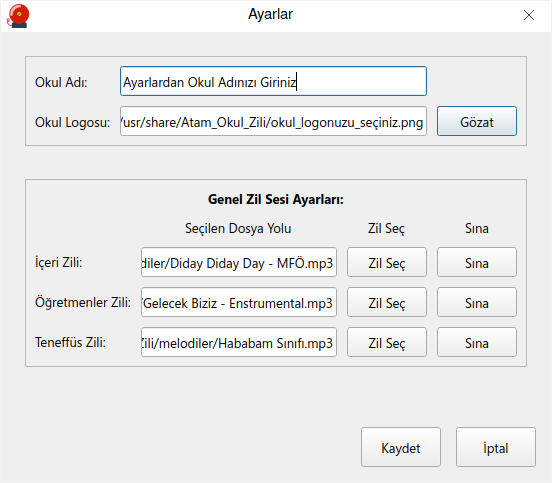 Ayarlar
Okul Adı: Ayarlardan Okul Adınızı Giriniz
Okul Logosu: /usr/share/Atam_Okul_Zili/okul_logonuzu_seçiniz.png Gözat
Genel Zil Sesi Ayarları:
Seçilen Dosya Yolu Zil Seç Sına
İçeri Zili: diler/Diday Diday Day - MFÖ.mp3 Zil Seç Sına
Öğretmenler Zili: /Gelecek Biziz - Enstrumental.mp3 Zil Seç Sına
Teneffüs Zili: Zili/melodiler/Hababam Sınıfı.mp3 Zil Seç Sına
Kaydet İptal